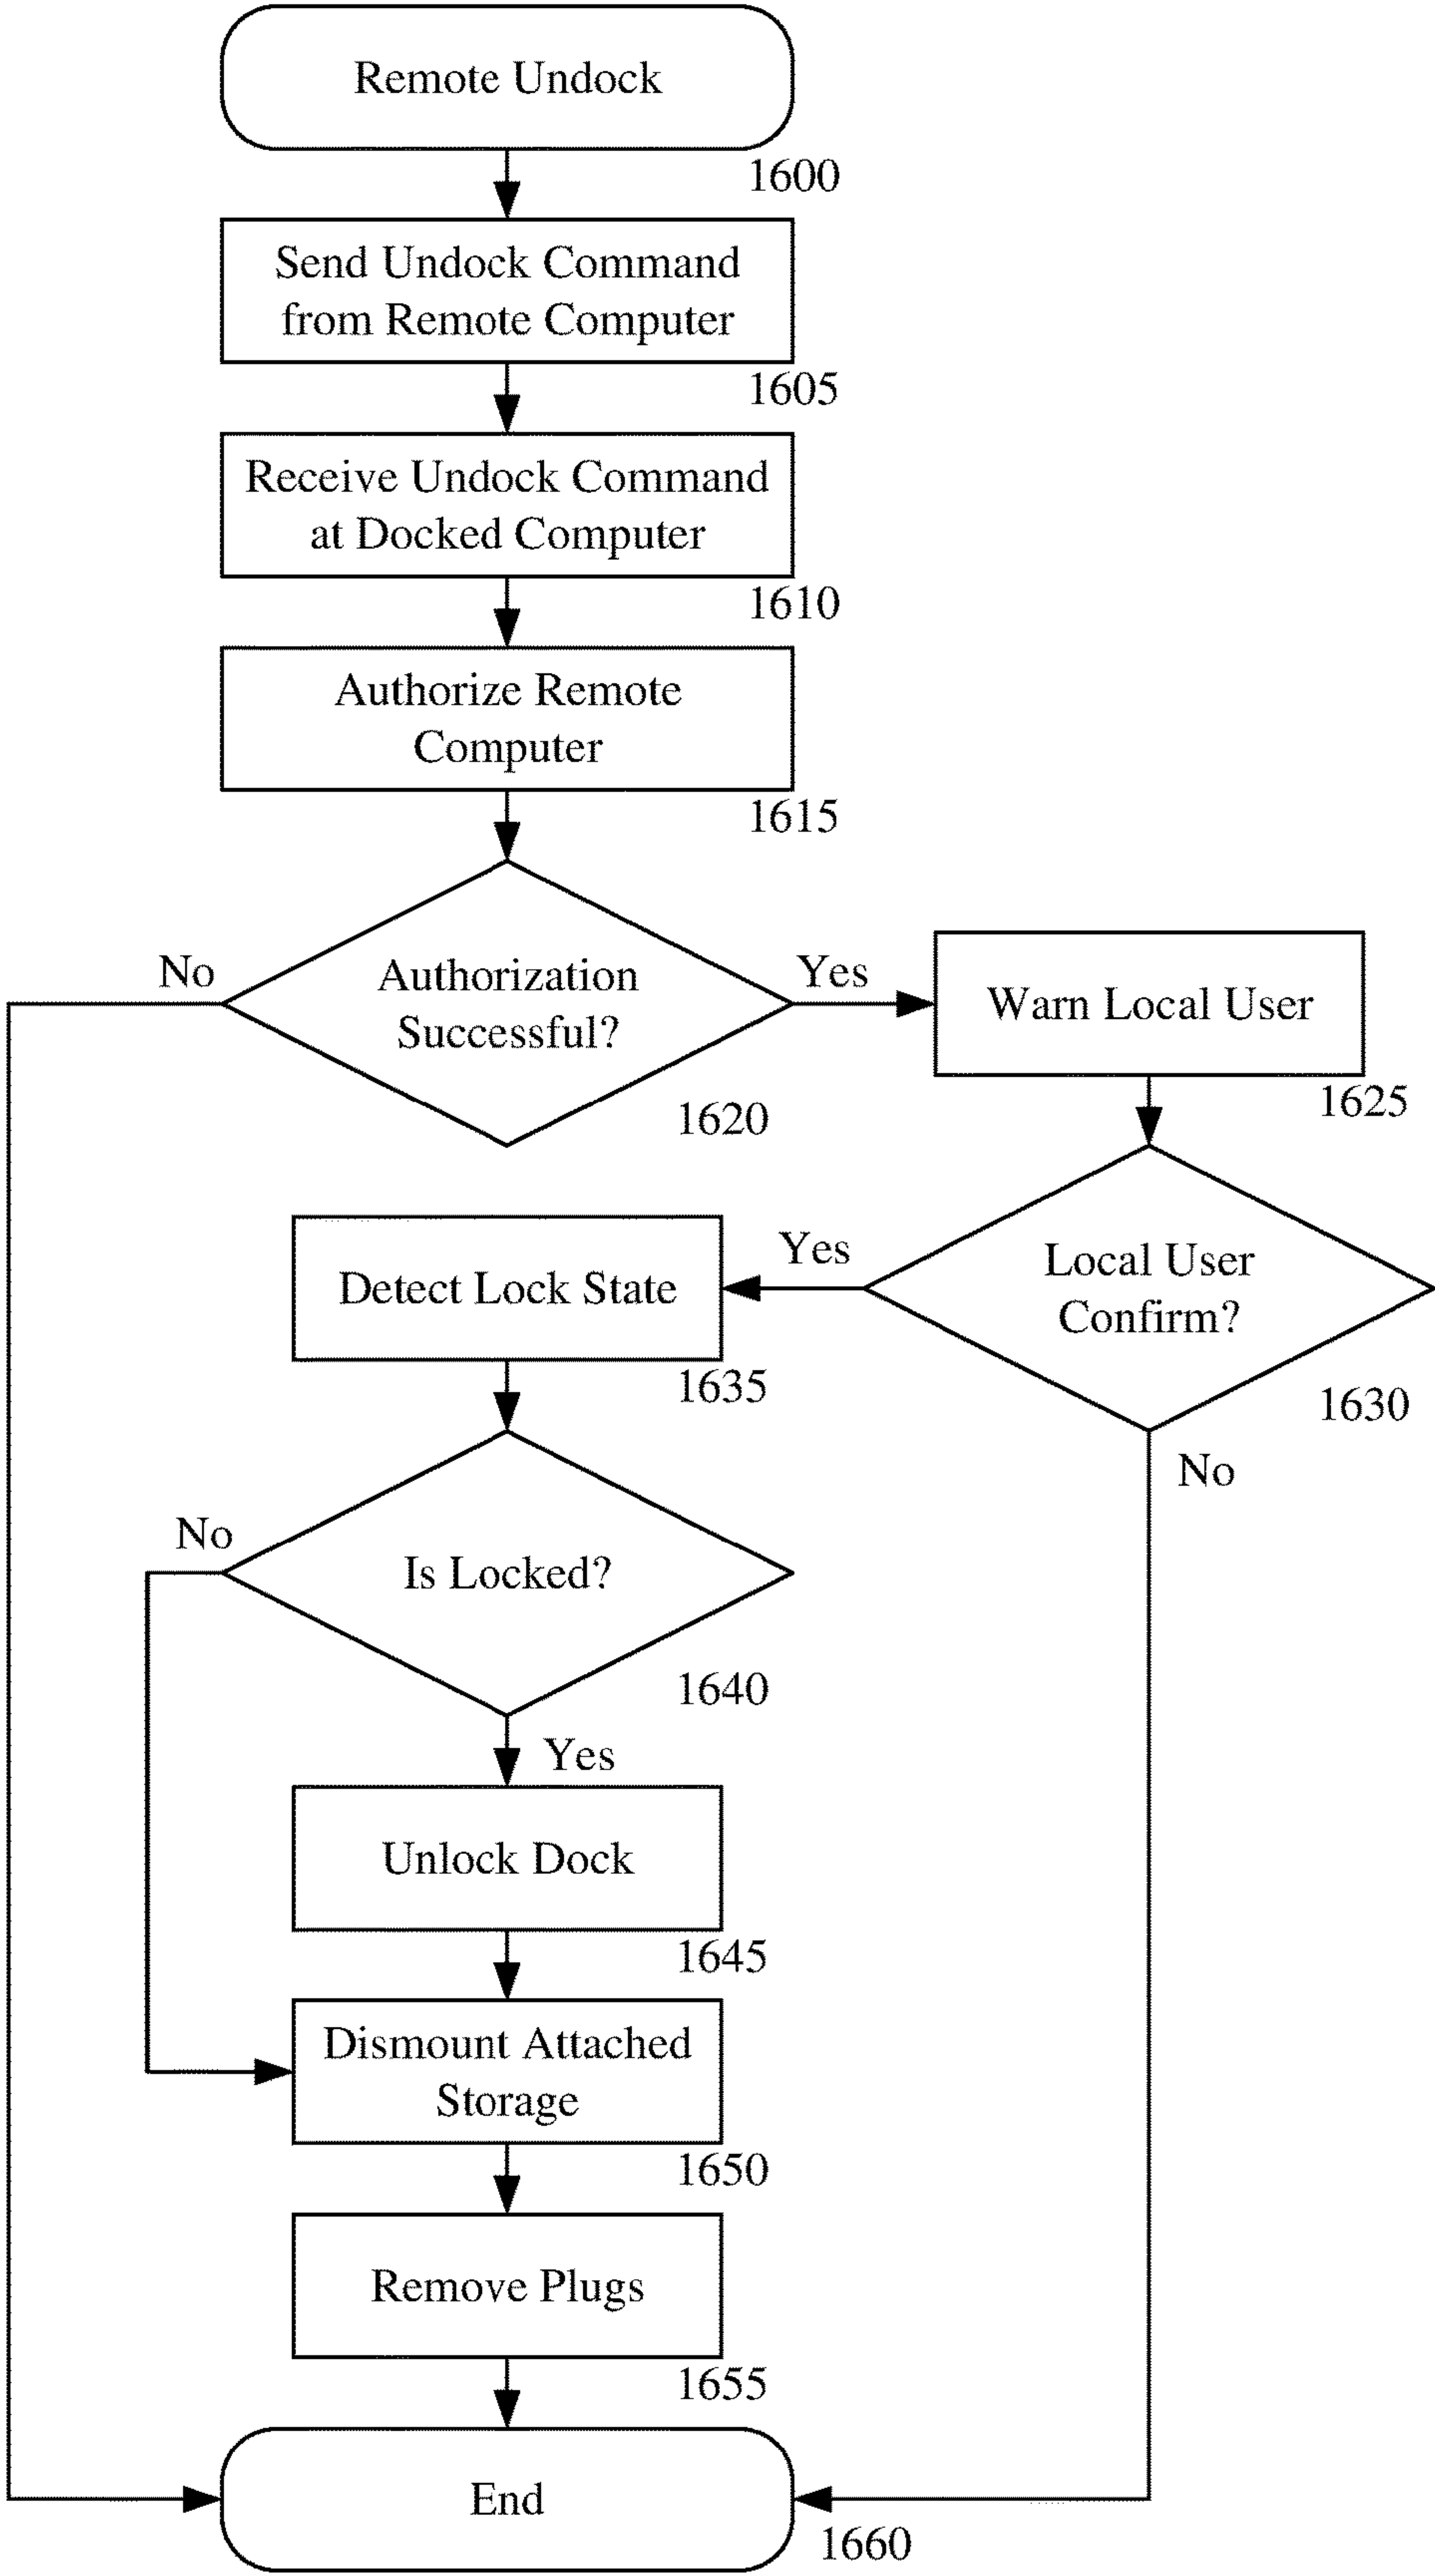 Remote Undock
1600
Send Undock Command
from Remote Computer
1605
Receive Undock Command
at Docked Computer
1610
Authorize Remote
Computer
1615
No
Authorization
Successful?
Yes
1620
Warn Local User
1625
Local User
Confirm?
Yes
1630
No
Detect Lock State
1635
No
Is Locked?
1640
Yes
Unlock Dock
1645
Dismount Attached
Storage
1650
Remove Plugs
1655
End
1660